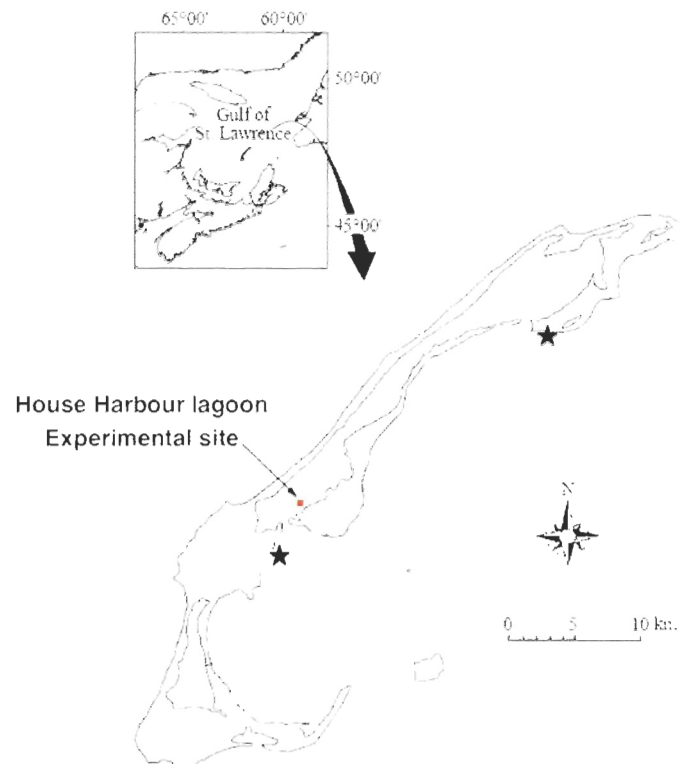 65°00' 60°00'
50°00'
Gulf of
St. Lawrence
45°00'
House Harbour lagoon
Experimental site
N
0 5 10 km.